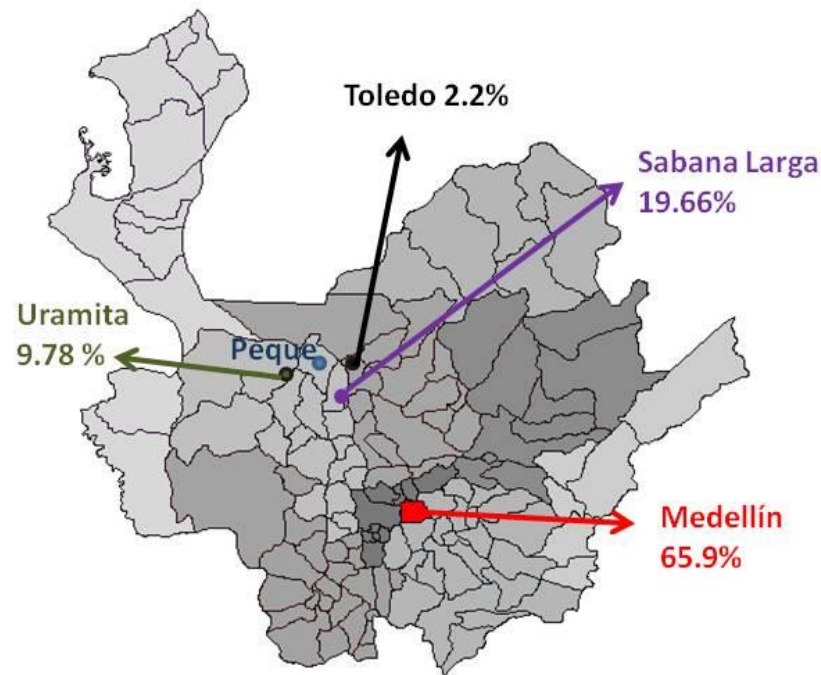 Toledo 2.2%
Sabana Larga
19.66%
Uramita
9.78 %
Peque
Medellín
65.9%